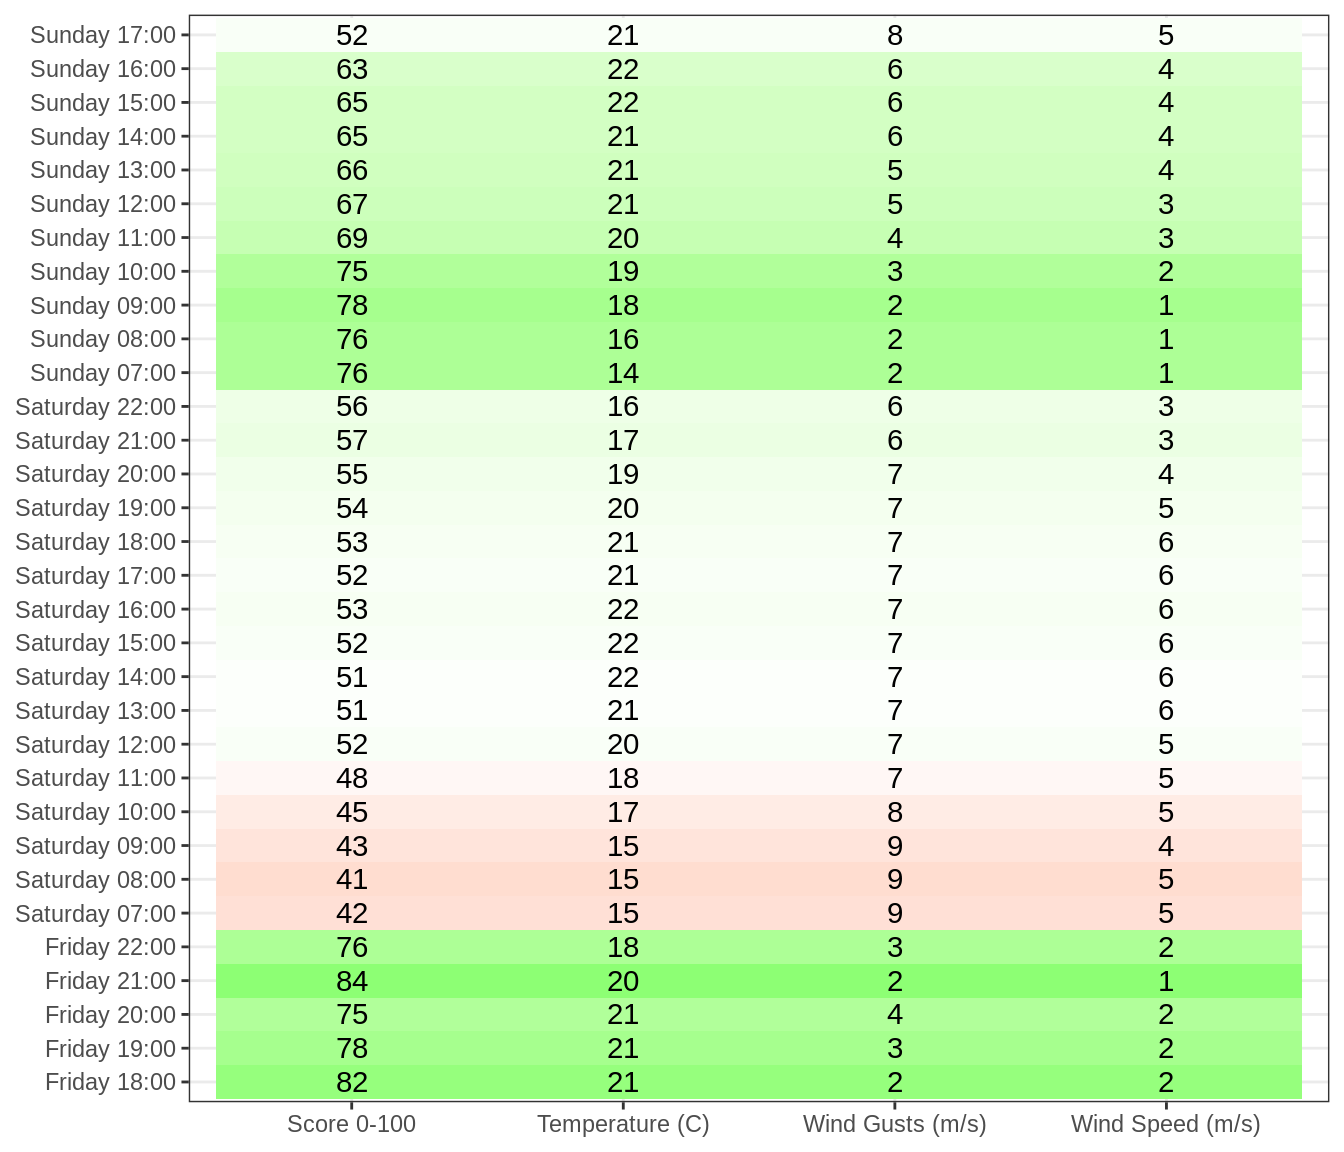 Sunday 17:00 52 21 8 5
Sunday 16:00 63 22 6 4
Sunday 15:00 65 22 6 4
Sunday 14:00 65 21 6 4
Sunday 13:00 66 21 5 4
Sunday 12:00 67 21 5 3
Sunday 11:00 69 20 4 3
Sunday 10:00 75 19 3 2
Sunday 09:00 78 18 2 1
Sunday 08:00 76 16 2 1
Sunday 07:00 76 14 2 1
Saturday 22:00 56 16 6 3
Saturday 21:00 57 17 6 3
Saturday 20:00 55 19 7 4
Saturday 19:00 54 20 7 5
Saturday 18:00 53 21 7 6
Saturday 17:00 52 21 7 6
Saturday 16:00 53 22 7 6
Saturday 15:00 52 22 7 6
Saturday 14:00 51 22 7 6
Saturday 13:00 51 21 7 6
Saturday 12:00 52 20 7 5
Saturday 11:00 48 18 7 5
Saturday 10:00 45 17 8 5
Saturday 09:00 43 15 9 4
Saturday 08:00 41 15 9 5
Saturday 07:00 42 15 9 5
Friday 22:00 76 18 3 2
Friday 21:00 84 20 2 1
Friday 20:00 75 21 4 2
Friday 19:00 78 21 3 2
Friday 18:00 82 21 2 2
Score 0-100 Temperature (C) Wind Gusts (m/s) Wind Speed (m/s)